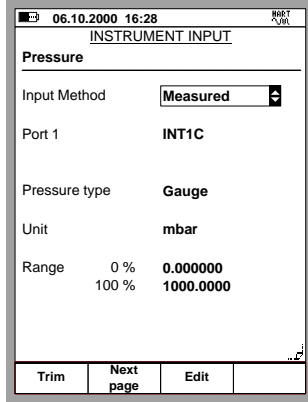 06.10.2000 16:28 HART
INSTRUMENT INPUT
Pressure
Input Method Measured
Port 1 INT1C
Pressure type Gauge
Unit mbar
Range 0 % 0.000000
100 % 1000.0000
Trim Next page Edit